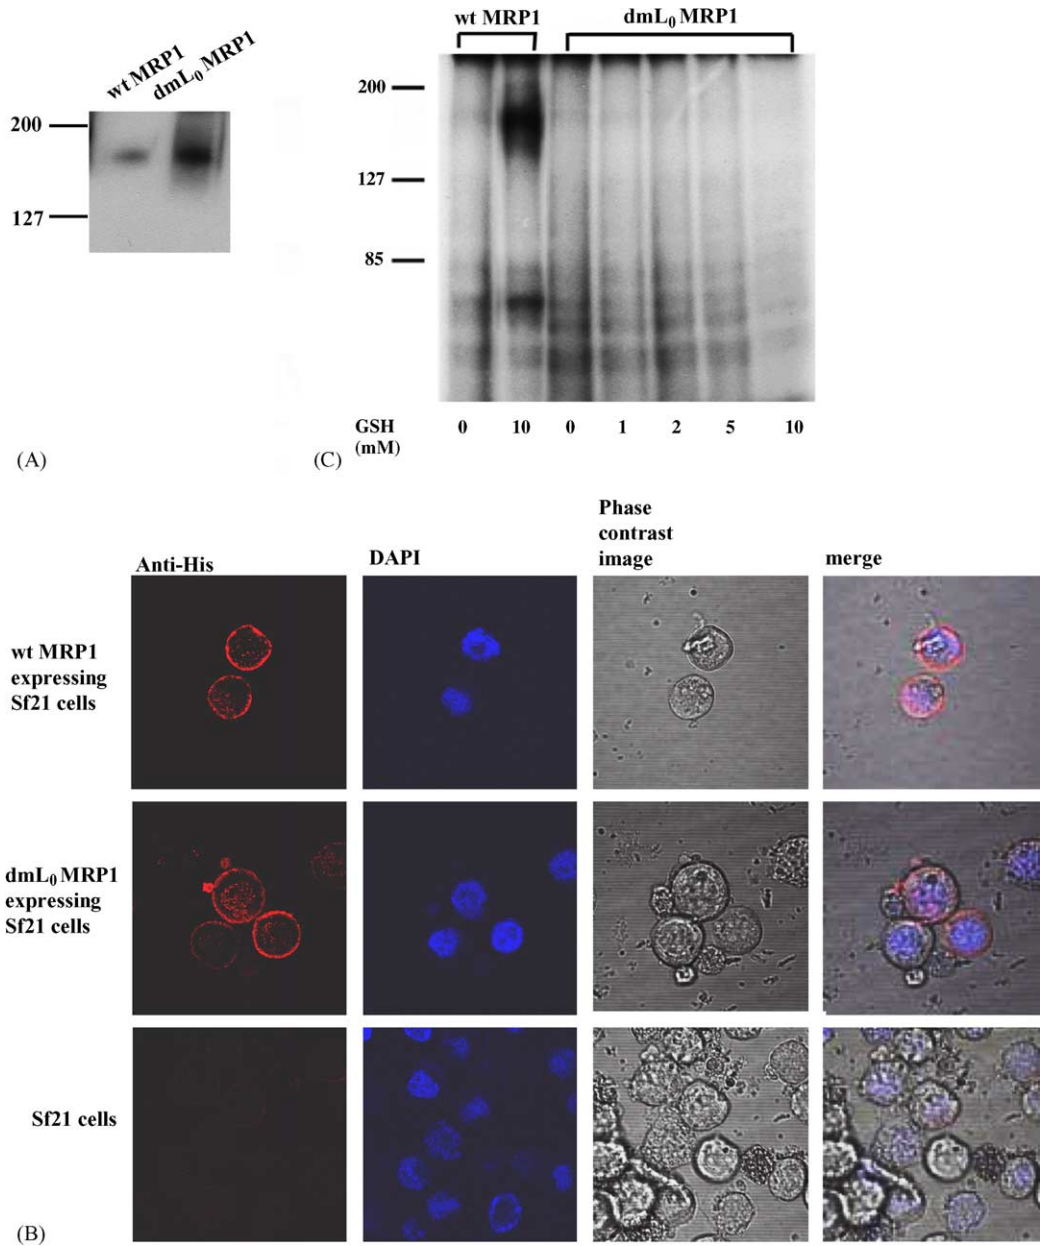 wt MRP1
dmL₀ MRP1
200
127
(A)
wt MRP1
dmL₀ MRP1
200
127
85
GSH
(mM)
0 10 0 1 2 5 10
(C)
Anti-His
DAPI
Phase
contrast
image
merge
wt MRP1
expressing
Sf21 cells
dmL₀ MRP1
expressing
Sf21 cells
Sf21 cells
(B)